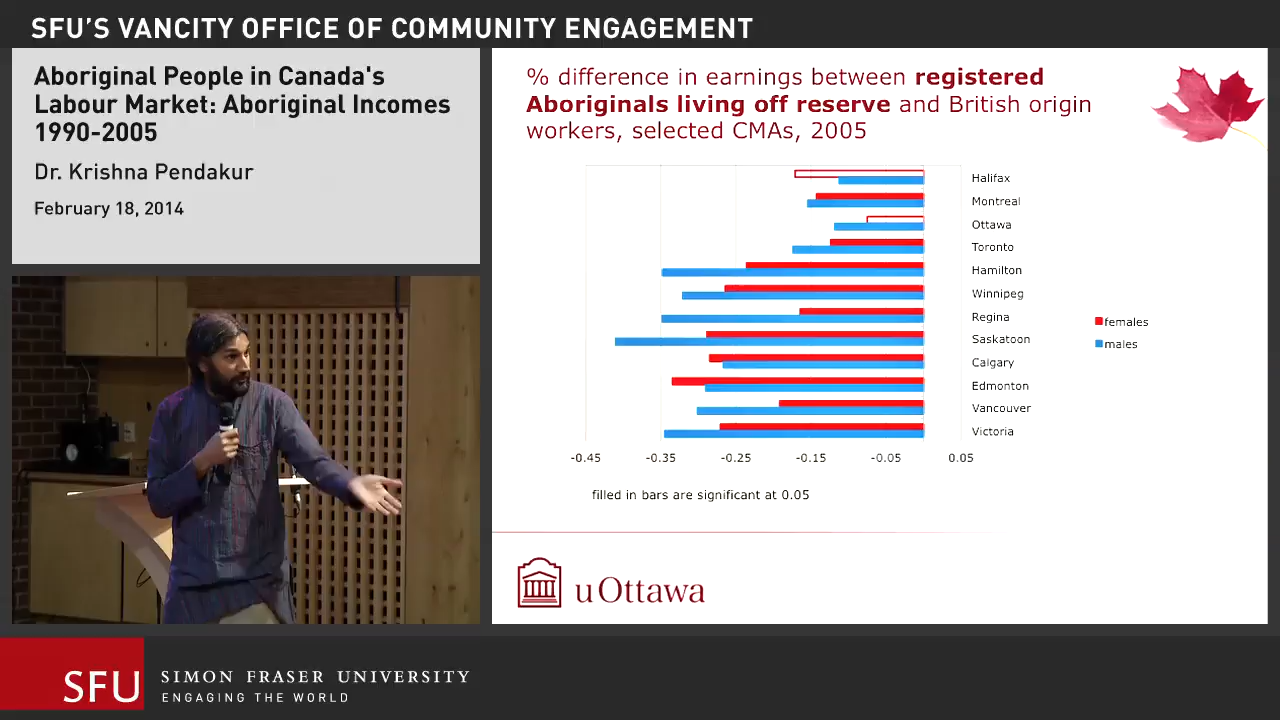 SFU'S VANCITY OFFICE OF COMMUNITY ENGAGEMENT
Aboriginal People in Canada's
Labour Market: Aboriginal Incomes
1990-2005
Dr. Krishna Pendakur
February 18, 2014
% difference in earnings between registered
Aboriginals living off reserve and British origin
workers, selected CMAs, 2005
Halifax
Montreal
Ottawa
Toronto
Hamilton
Winnipeg
Regina
Saskatoon
Calgary
Edmonton
Vancouver
Victoria
females
males
-0.45 -0.35 -0.25 -0.15 -0.05 0.05
filled in bars are significant at 0.05
uOttawa
SFU
SIMON FRASER UNIVERSITY
ENGAGING THE WORLD